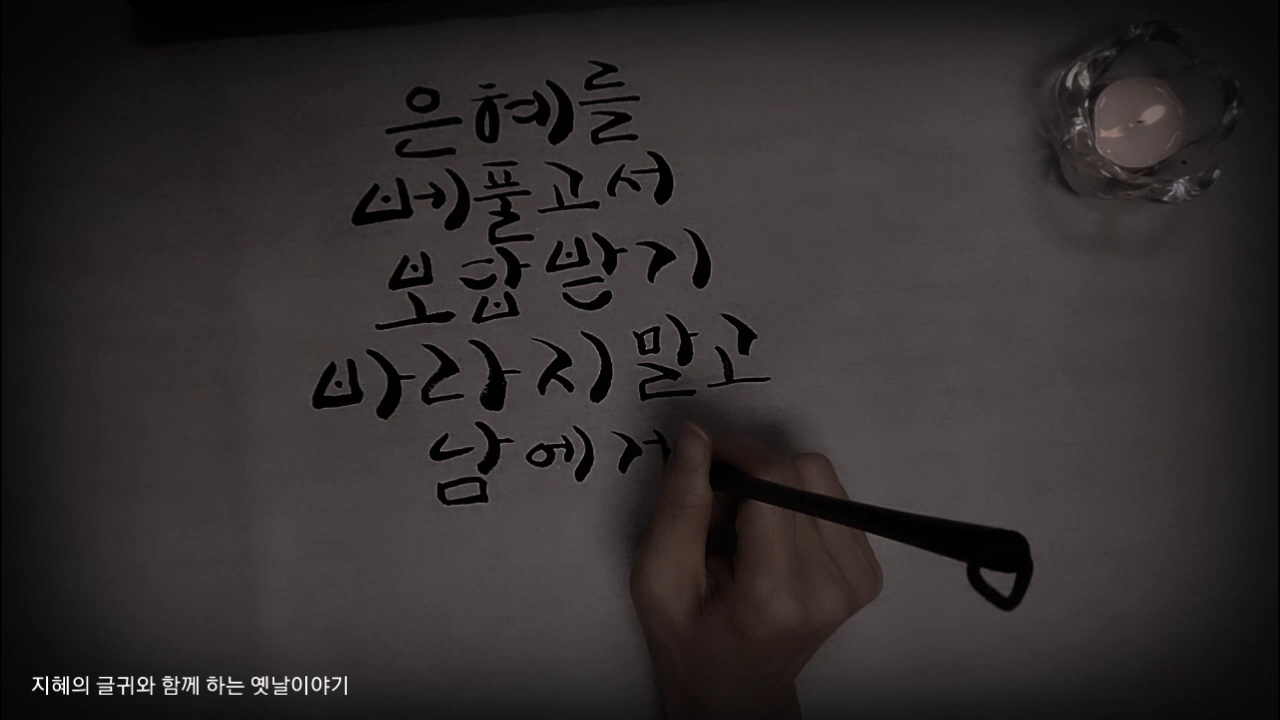 은혜를
베풀고서
보답받기
바라지 말고
남에게
지혜의 글귀와 함께 하는 옛날이야기